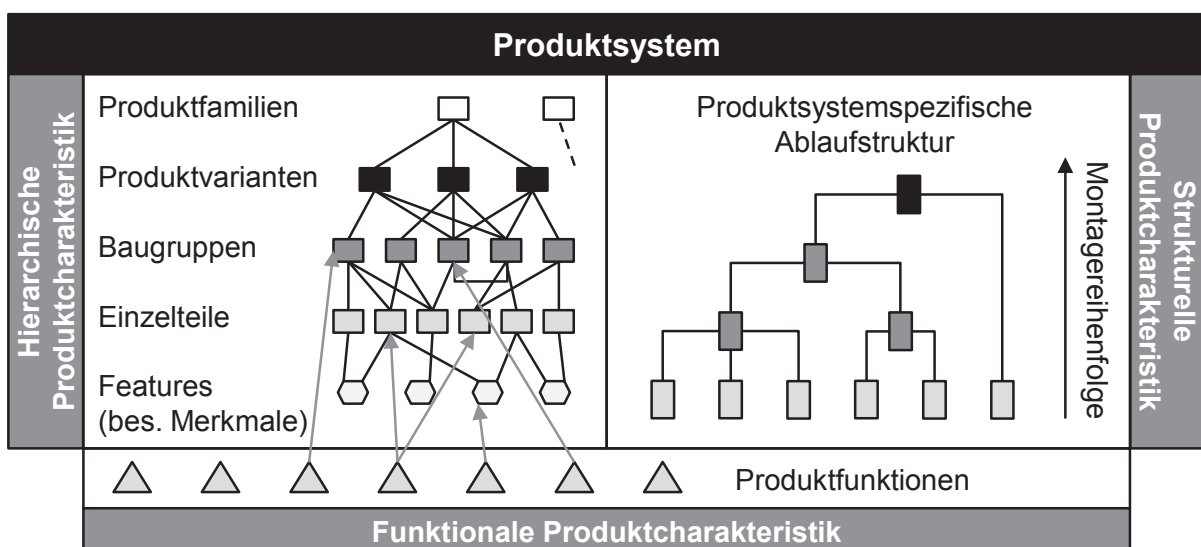 Produktsystem
Hierarchische
Produktcharakteristik
Produktfamilien
Produktvarianten
Baugruppen
Einzelteile
Features
(bes. Merkmale)
Produktsystemspezifische
Ablaufstruktur
Montagereihenfolge
Strukturelle
Produktcharakteristik
Produktfunktionen
Funktionale Produktcharakteristik